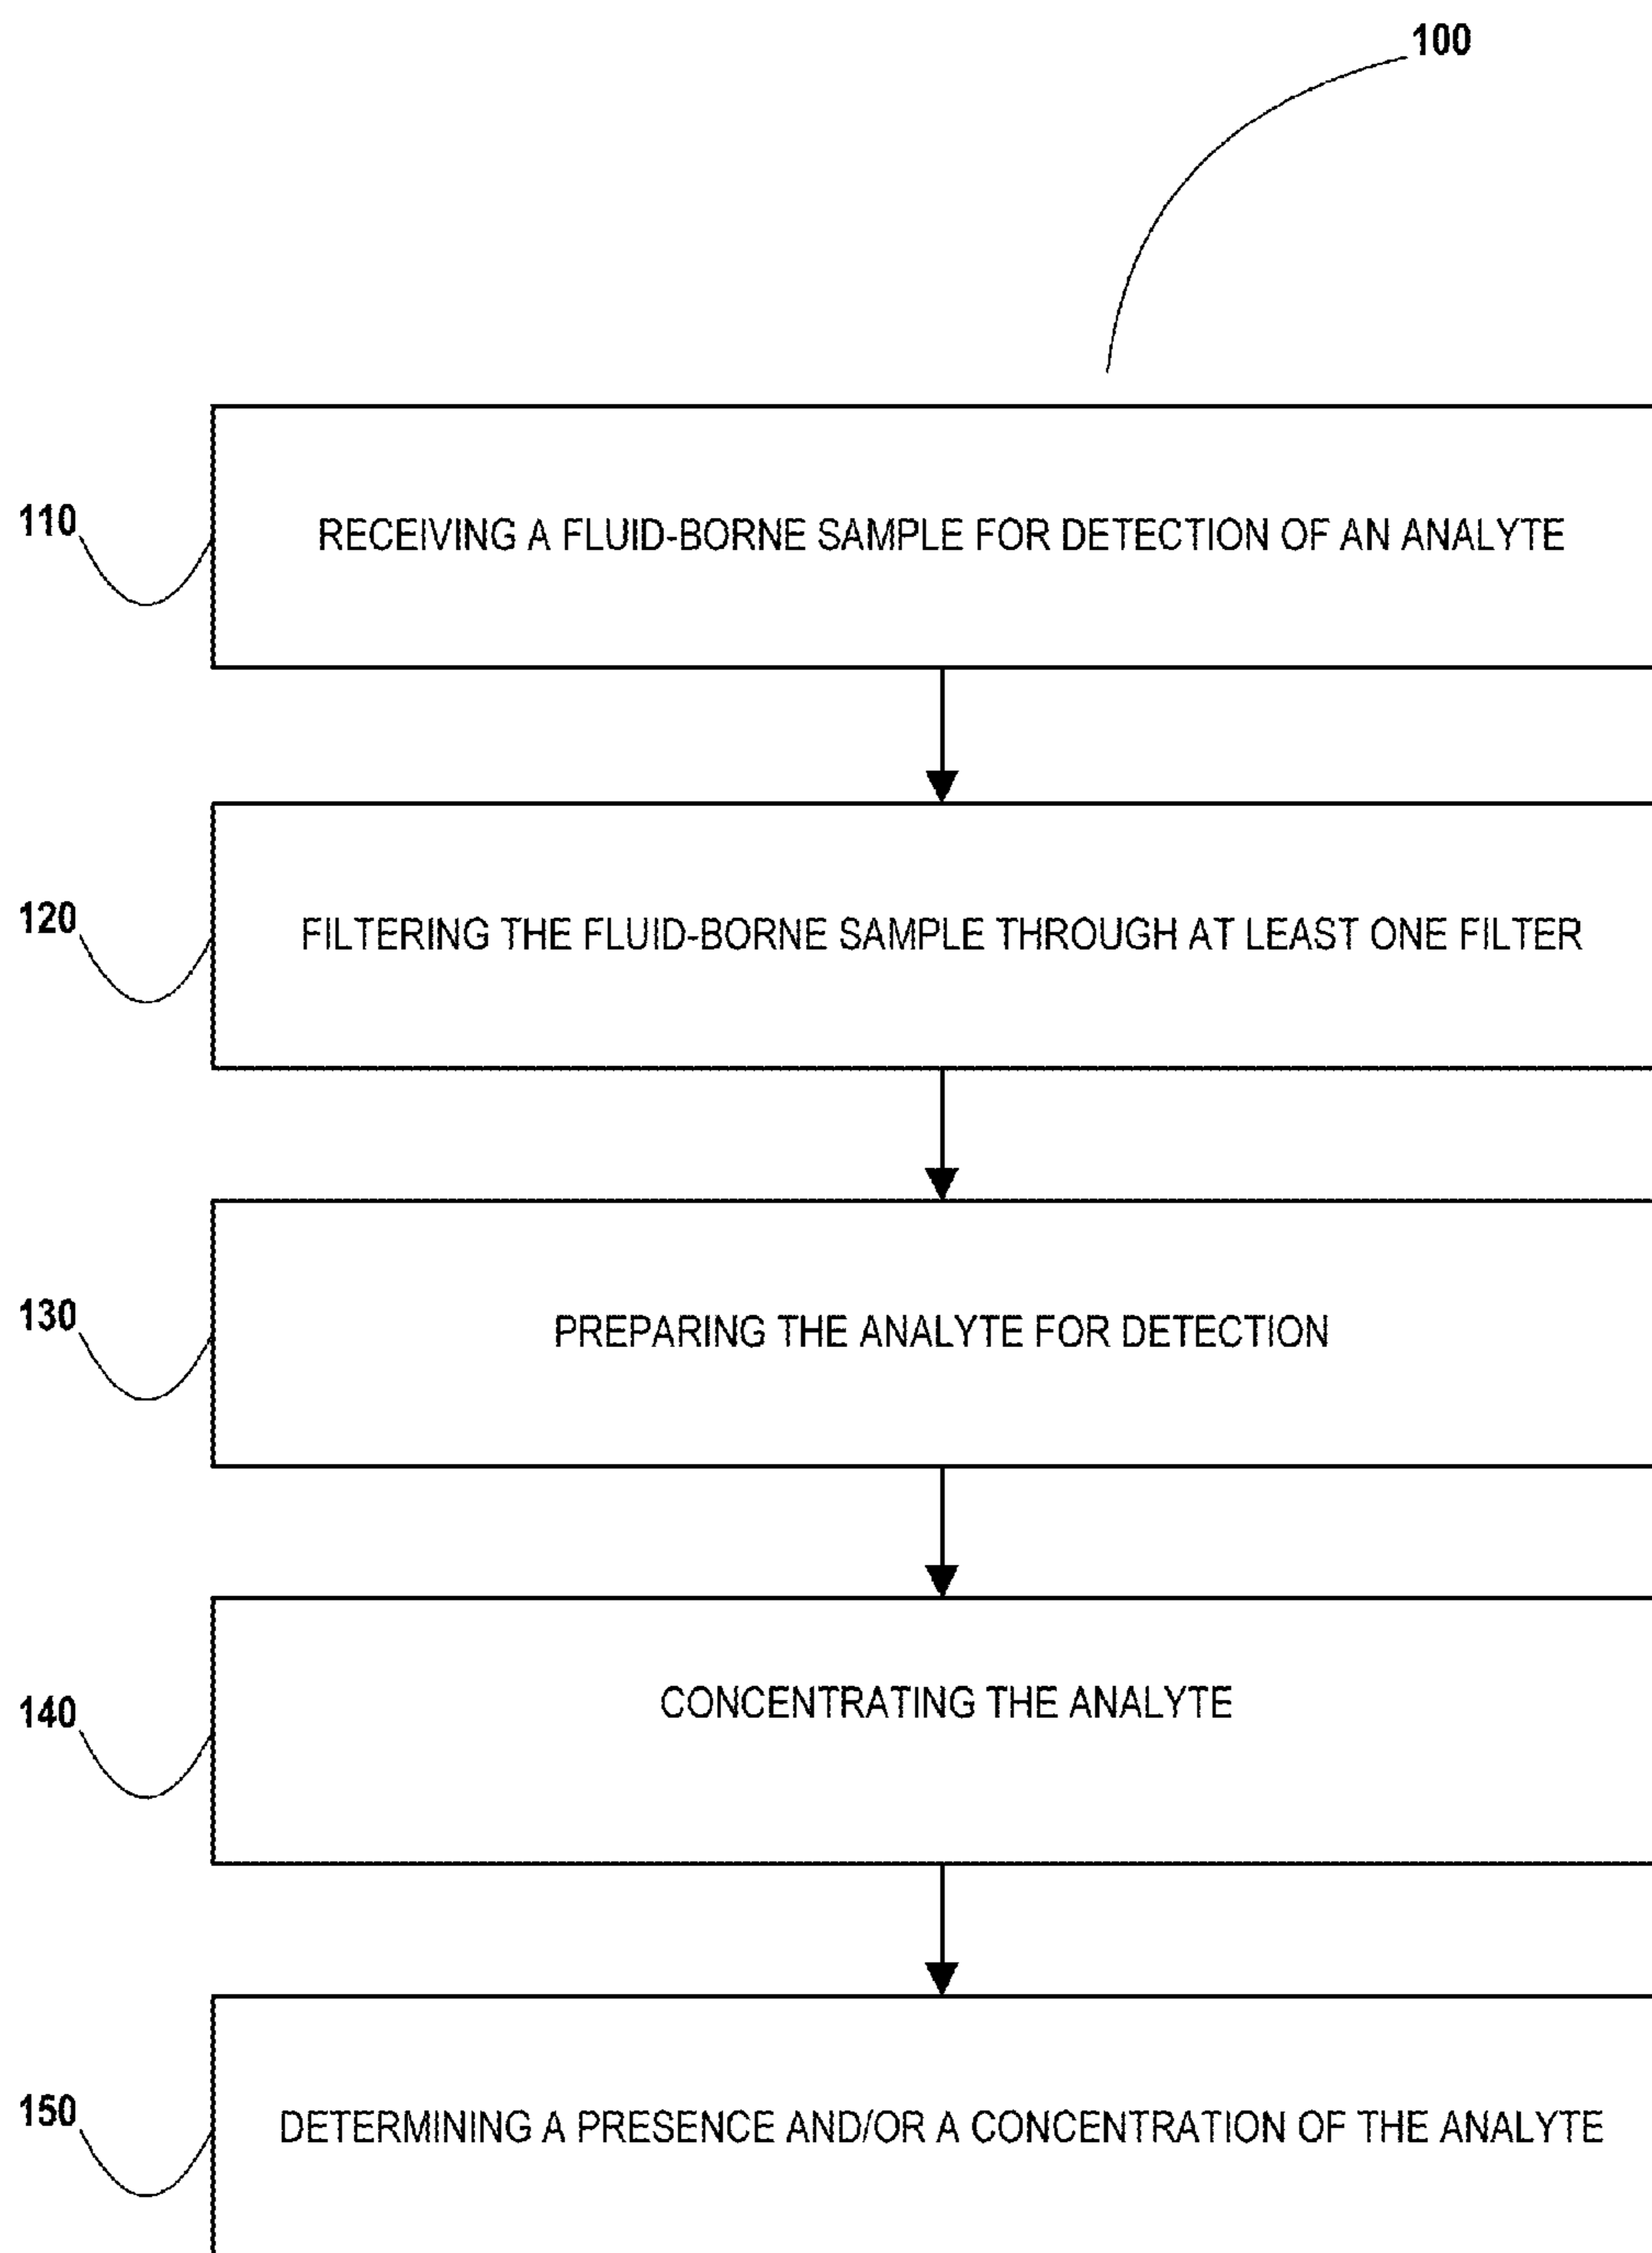 100
110
RECEIVING A FLUID-BORNE SAMPLE FOR DETECTION OF AN ANALYTE
120
FILTERING THE FLUID-BORNE SAMPLE THROUGH AT LEAST ONE FILTER
130
PREPARING THE ANALYTE FOR DETECTION
140
CONCENTRATING THE ANALYTE
150
DETERMINING A PRESENCE AND/OR A CONCENTRATION OF THE ANALYTE